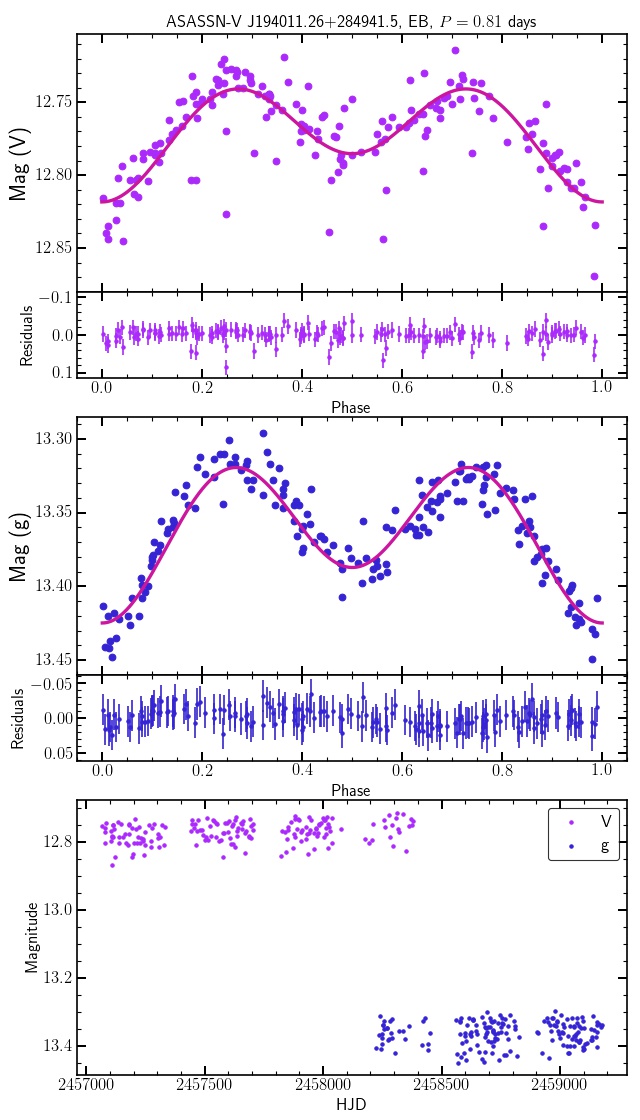 ASASSN-V J194011.26+284941.5, EB, P = 0.81 days
12.75
12.80
12.85
Mag (V)
−0.1
0.0
0.1
Residuals
0.0 0.2 0.4 0.6 0.8 1.0
Phase
13.30
13.35
13.40
13.45
Mag (g)
−0.05
0.00
0.05
Residuals
0.0 0.2 0.4 0.6 0.8 1.0
Phase
V
g
12.8
13.0
13.2
13.4
Magnitude
2457000 2457500 2458000 2458500 2459000
HJD